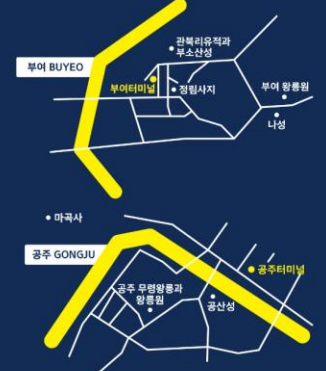 관북리유적과
부소산성
부여 BUYEO
부여터미널
정림사지
부여 왕릉원
나성
마곡사
공주 GONGJU
공주터미널
공주 무령왕릉과
왕릉원
공산성